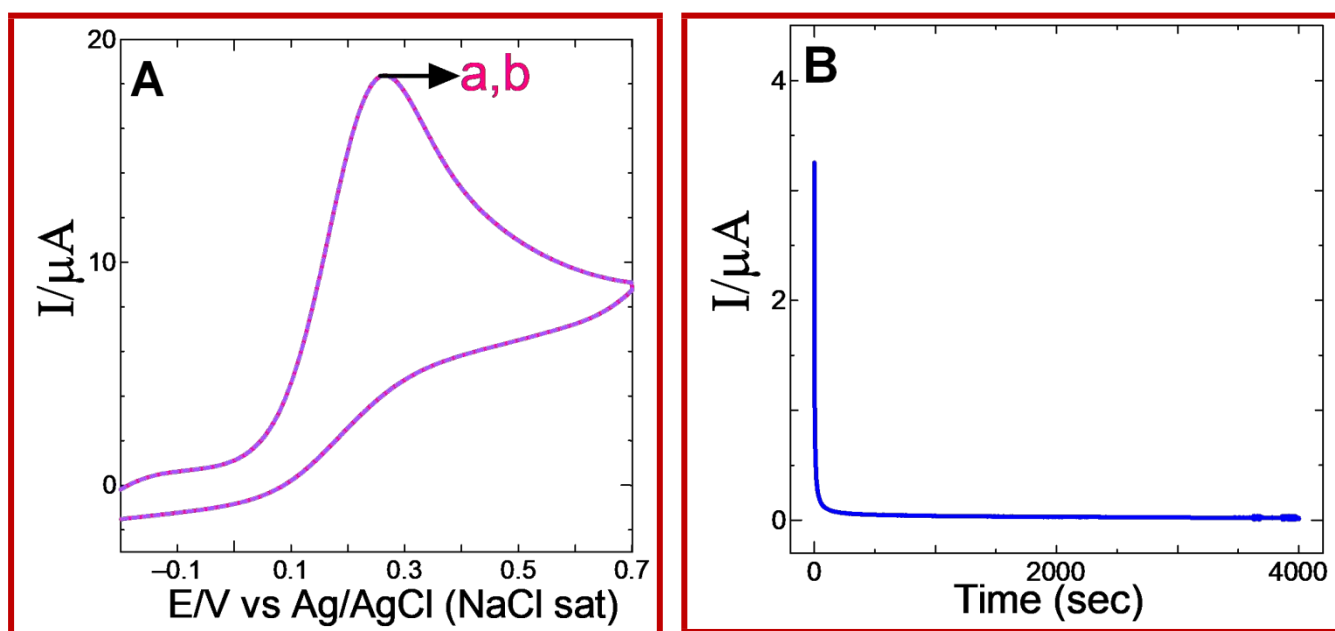 A
20
10
0
I/μA
a,b
–0.1
0.1
0.3
0.5
0.7
E/V vs Ag/AgCl (NaCl sat)
B
4
2
0
I/μA
0
2000
4000
Time (sec)